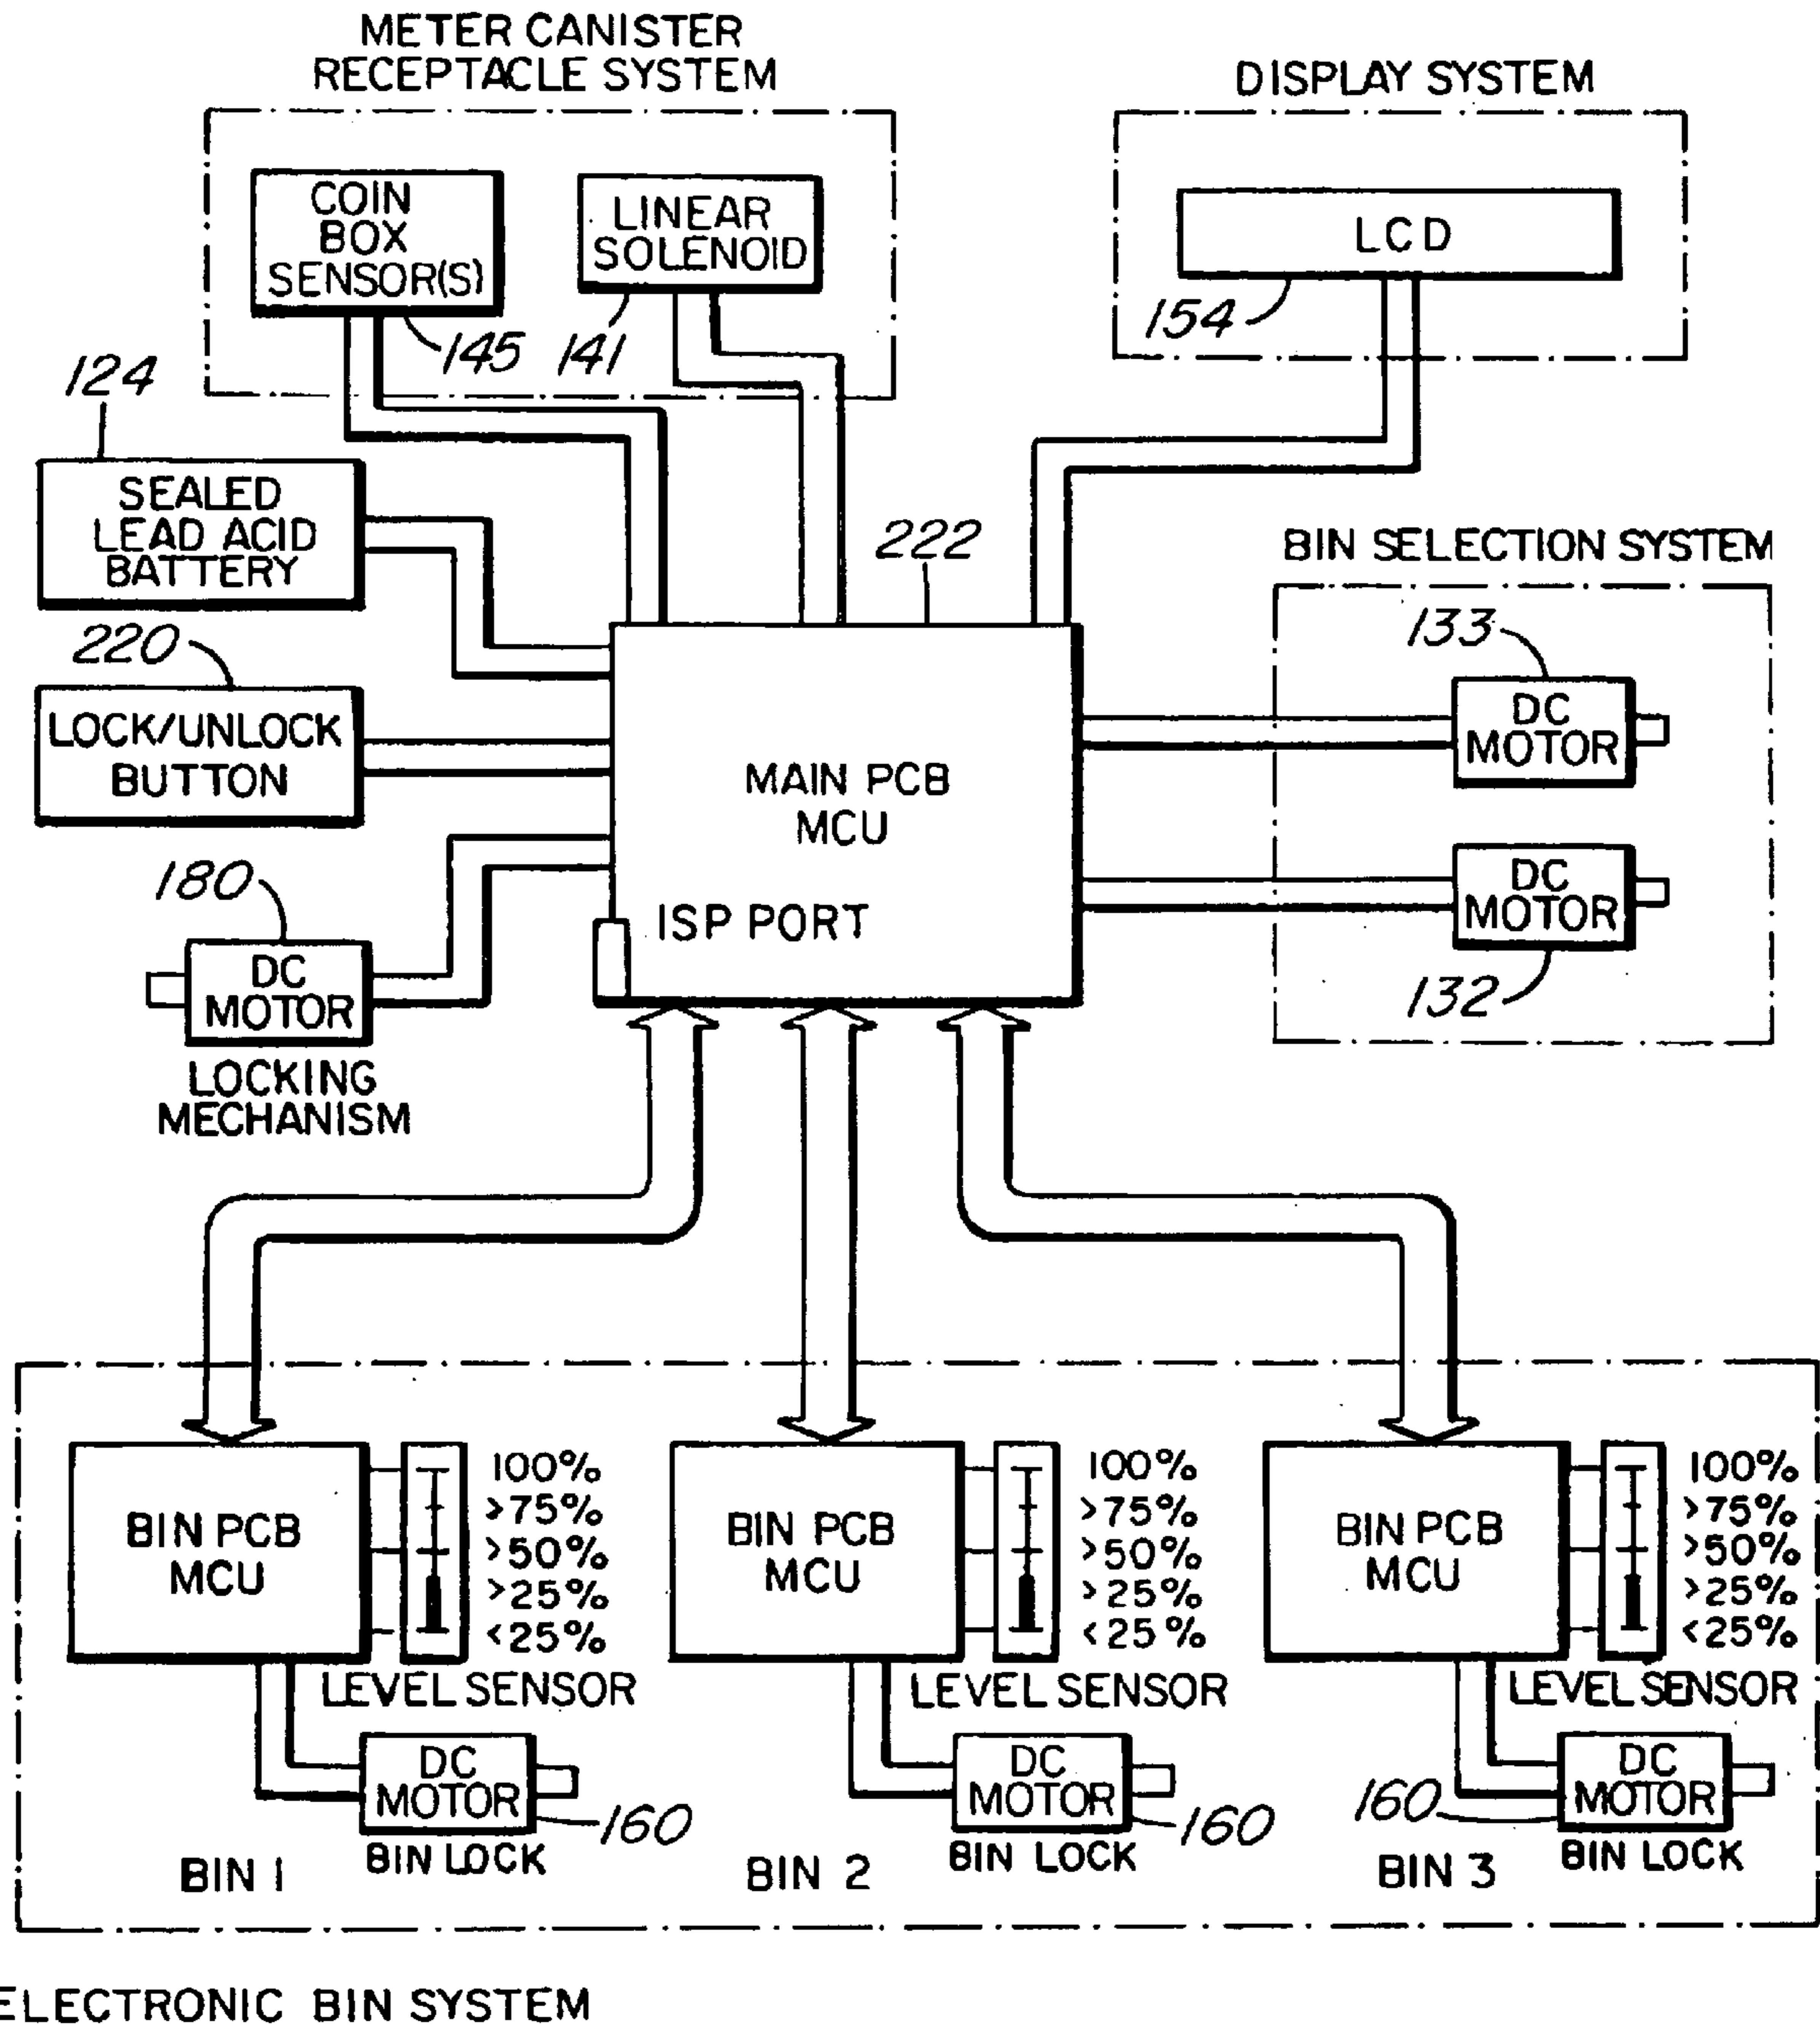 METER CANISTER
RECEPTACLE SYSTEM
DISPLAY SYSTEM
COIN
BOX
SENSOR(S)
LINEAR
SOLENOID
LCD
145
141
154
124
SEALED
LEAD ACID
BATTERY
222
BIN SELECTION SYSTEM
220
LOCK/UNLOCK
BUTTON
133
DC
MOTOR
MAIN PCB
MCU
ISP PORT
180
DC
MOTOR
LOCKING
MECHANISM
DC
MOTOR
132
BIN PCB
MCU
100%
>75%
>50%
>25%
<25%
LEVEL SENSOR
DC
MOTOR
160
BIN LOCK
BIN 1
BIN PCB
MCU
100%
>75%
>50%
>25%
<25%
LEVEL SENSOR
DC
MOTOR
160
BIN LOCK
BIN 2
BIN PCB
MCU
100%
>75%
>50%
>25%
<25%
LEVEL SENSOR
DC
MOTOR
160
BIN LOCK
BIN 3
ELECTRONIC BIN SYSTEM